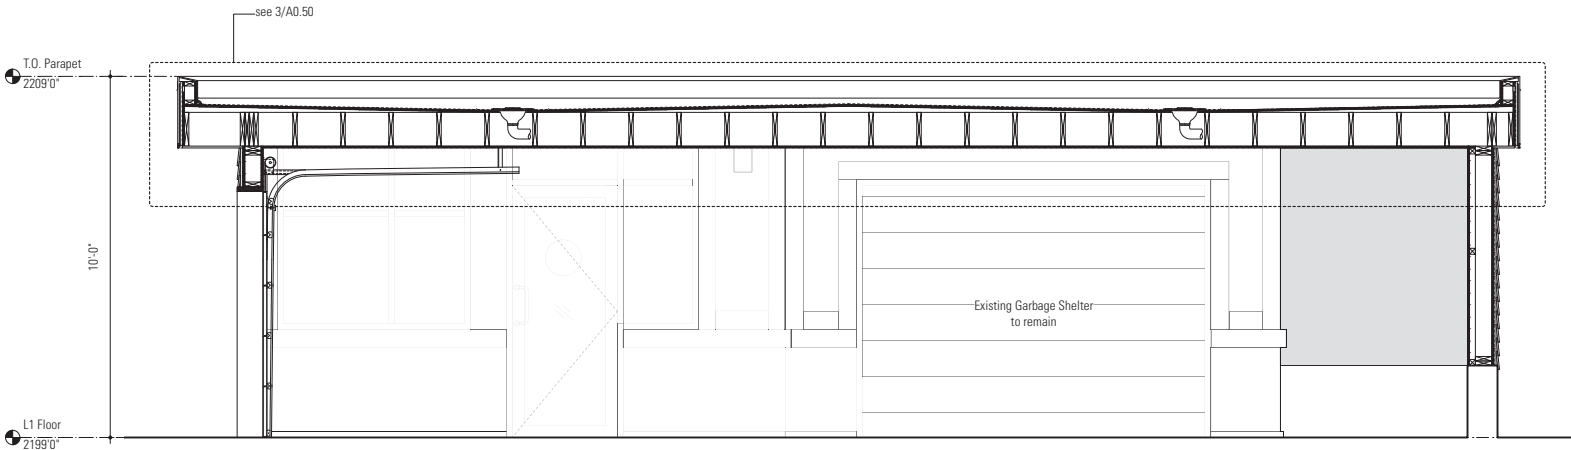 see 3/A0.50
T.O. Parapet
2209'0"
10'-0"
Existing Garbage Shelter
to remain
L1 Floor
2199'0"